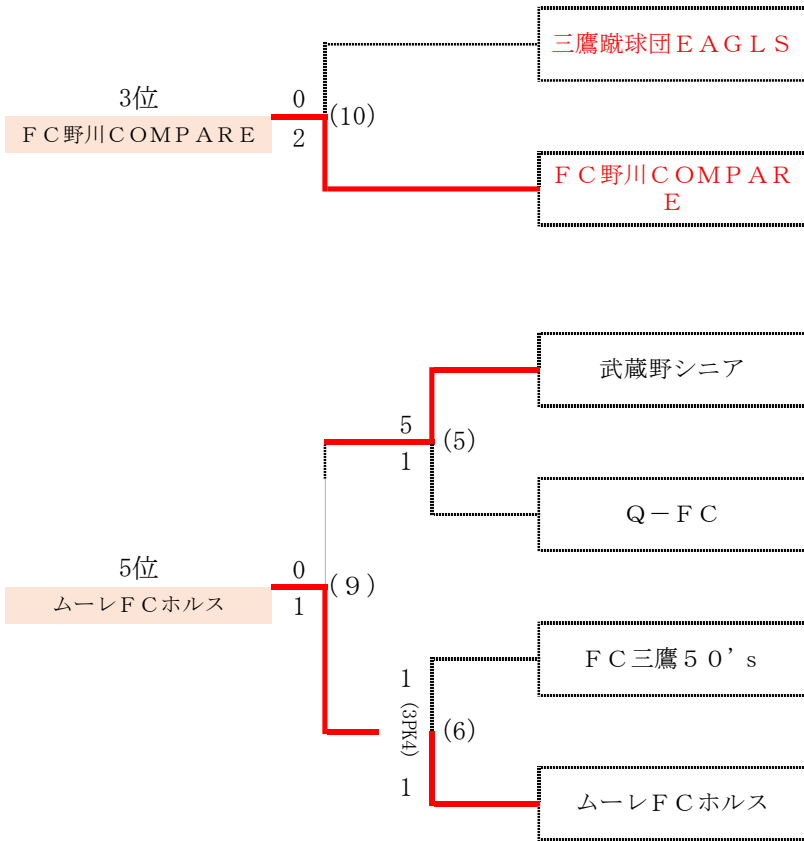 三鷹蹴球団ＥＡＧＬＳ
3位
0
(10)
ＦＣ野川ＣＯＭＰＡＲＥ
2
ＦＣ野川ＣＯＭＰＡＲ
Ｅ
武蔵野シニア
5
(5)
1
Ｑ－ＦＣ
5位
0
(９)
ムーレＦＣホルス
1
ＦＣ三鷹５０’ｓ
1
(3PK4)
(6)
1
ムーレＦＣホルス